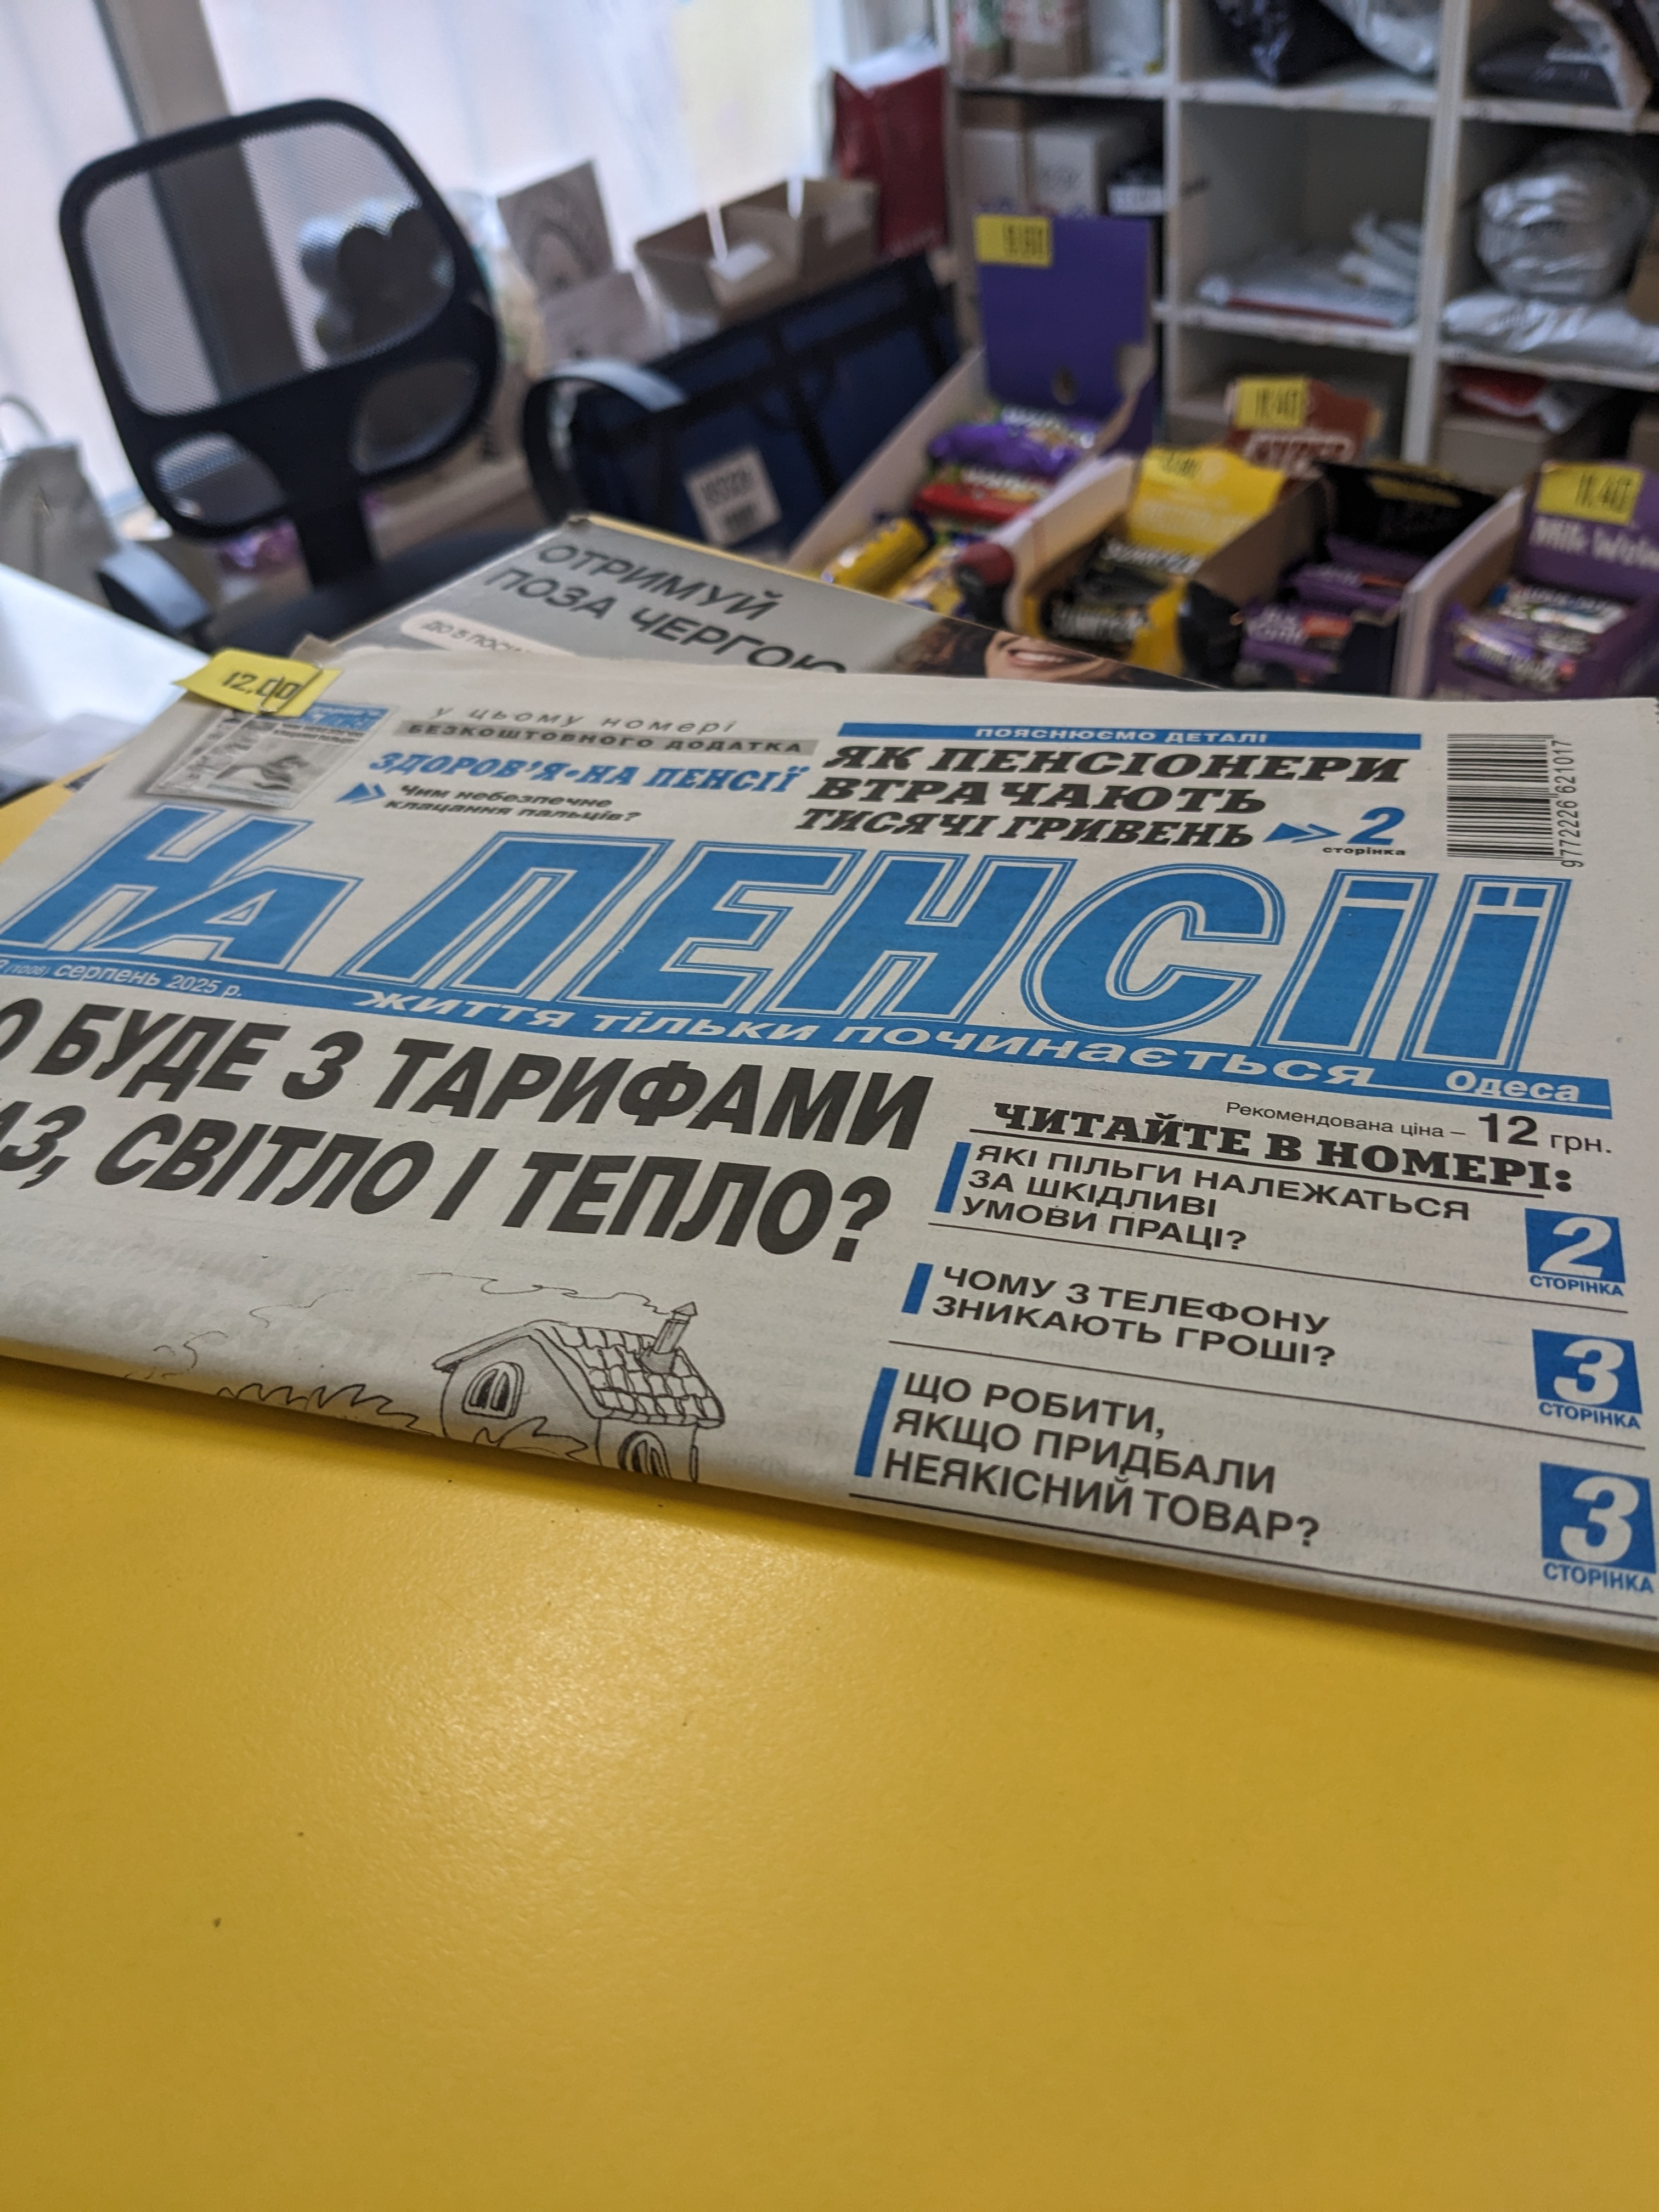 ОТРИМУЙ
ПОЗА ЧЕРГОЮ
12,00
у цьому номері
БЕЗКОШТОВНОГО ДОДАТКА
ЗДОРОВ'Я•НА ПЕНСІЇ
Чим небезпечне
клацання пальців?
ПОЯСНЮЄМО ДЕТАЛІ
ЯК ПЕНСІОНЕРИ
ВТРАЧАЮТЬ
ТИСЯЧІ ГРИВЕНЬ
2
сторінка
9772226621017
НА ПЕНСІЇ
(1008) серпень 2025 р.
ЖИТТЯ тільки починається
Одеса
О БУДЕ З ТАРИФАМИ
АЗ, СВІТЛО І ТЕПЛО?
Рекомендована ціна – 12 грн.
ЧИТАЙТЕ В НОМЕРІ:
ЯКІ ПІЛЬГИ НАЛЕЖАТЬСЯ
ЗА ШКІДЛИВІ
УМОВИ ПРАЦІ?
2
СТОРІНКА
ЧОМУ З ТЕЛЕФОНУ
ЗНИКАЮТЬ ГРОШІ?
3
СТОРІНКА
ЩО РОБИТИ,
ЯКЩО ПРИДБАЛИ
НЕЯКІСНИЙ ТОВАР?
3
СТОРІНКА